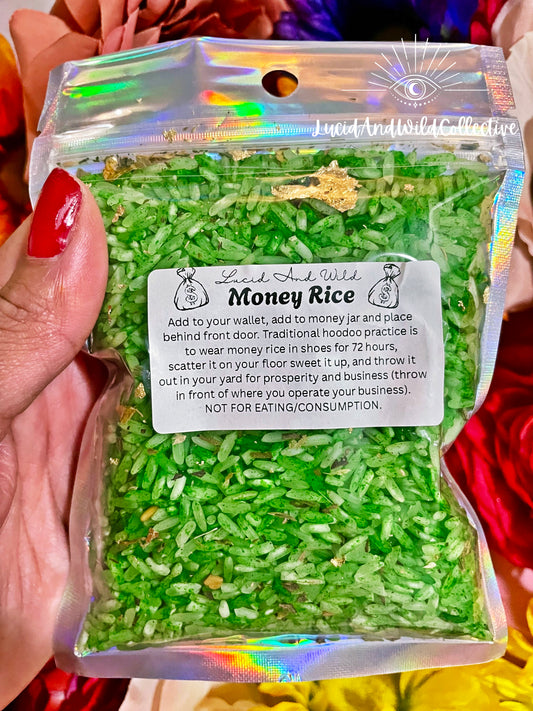 LucidAndWildCollective
Lucid And Wild
Money Rice
Add to your wallet, add to money jar and place
behind front door. Traditional hoodoo practice is
to wear money rice in shoes for 72 hours,
scatter it on your floor sweet it up, and throw it
out in your yard for prosperity and business (throw
in front of where you operate your business).
NOT FOR EATING/CONSUMPTION.